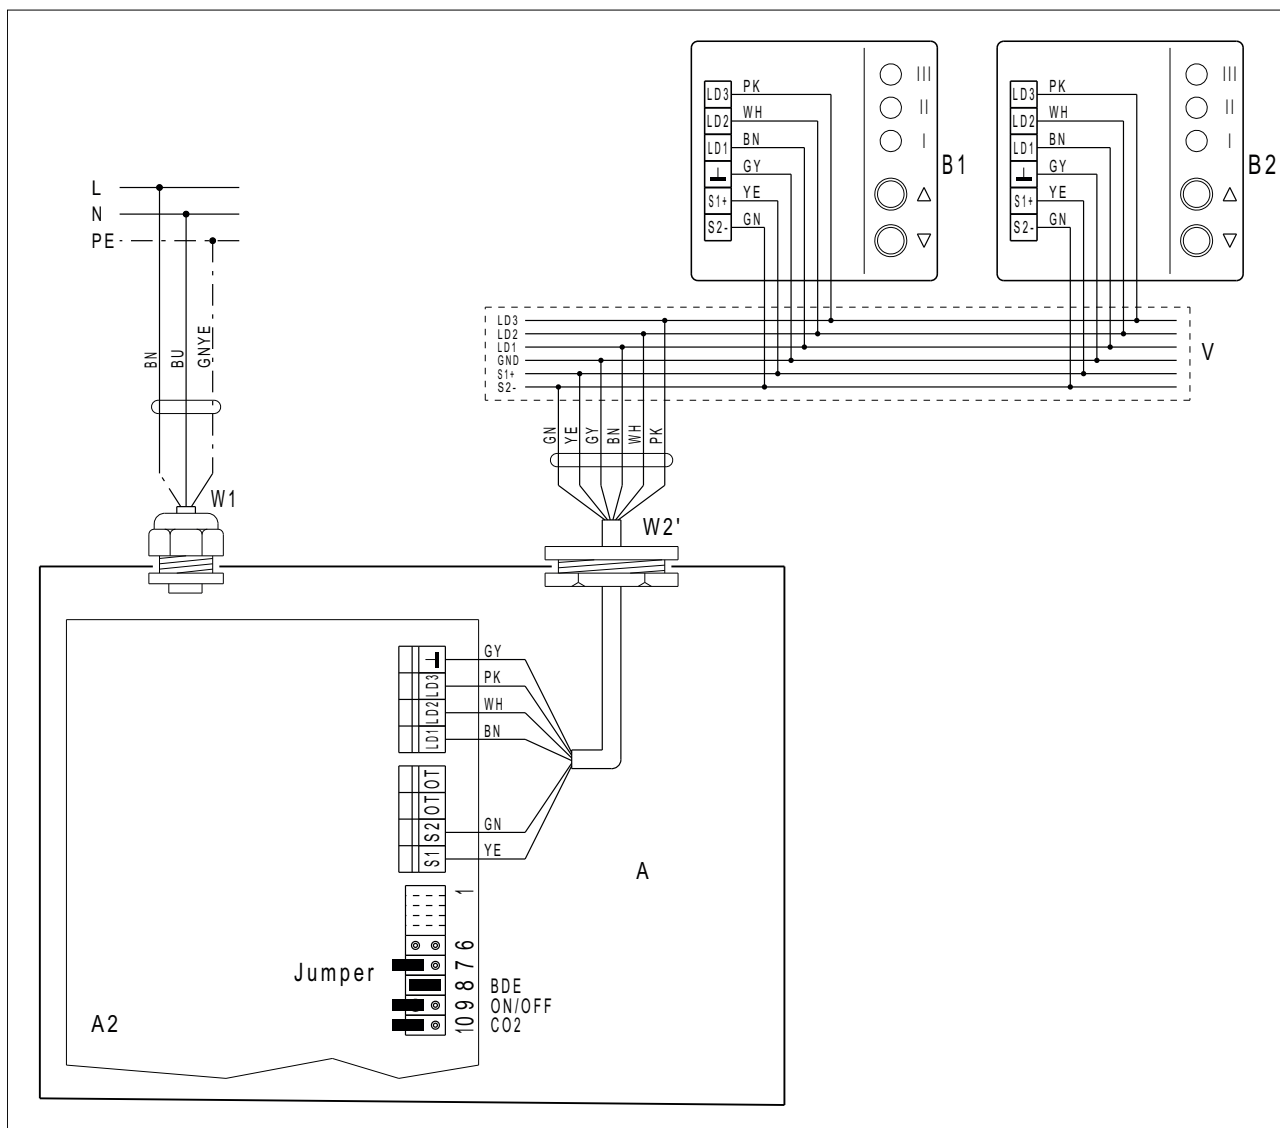 LD3 PK
LD2 WH
LD1 BN
GY
S1+ YE
S2- GN
III
II
I
B1
LD3 PK
LD2 WH
LD1 BN
GY
S1+ YE
S2- GN
III
II
I
B2
L
N
PE
BN
BU
GNYE
W1
LD3
LD2
LD1
GND
S1+
S2-
V
GN
YE
GY
BN
WH
PK
W2'
GY
LD3 PK
LD2 WH
LD1 BN
OT
OT
S2 GN
S1 YE
A
1
6
Jumper 7
8 BDE
9 ON/OFF
10 CO2
A2